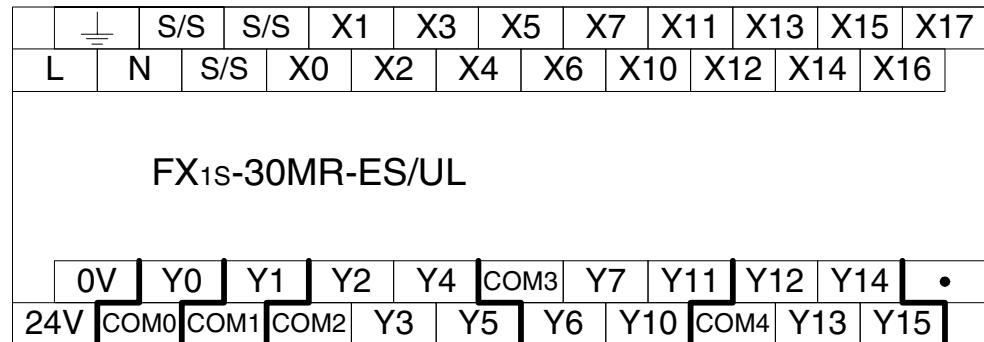 S/S S/S X1 X3 X5 X7 X11 X13 X15 X17
L N S/S X0 X2 X4 X6 X10 X12 X14 X16
FX1S-30MR-ES/UL
0V Y0 Y1 Y2 Y4 COM3 Y7 Y11 Y12 Y14 •
24V COM0 COM1 COM2 Y3 Y5 Y6 Y10 COM4 Y13 Y15